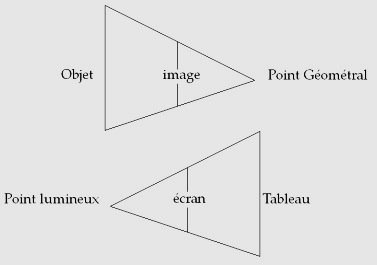 Objet image Point Géométral
Point lumineux écran Tableau